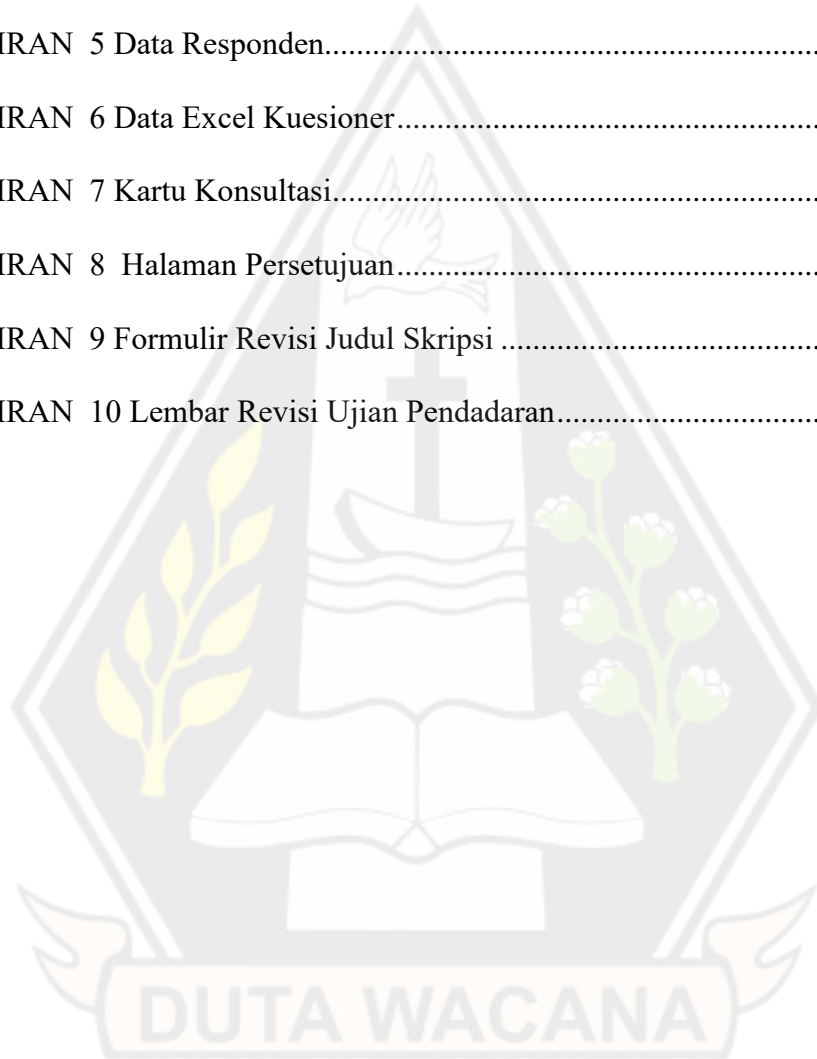 IRAN 5 Data Responden..............................................................
IRAN 6 Data Excel Kuesioner.....................................................
IRAN 7 Kartu Konsultasi.............................................................
IRAN 8 Halaman Persetujuan.....................................................
IRAN 9 Formulir Revisi Judul Skripsi ........................................
IRAN 10 Lembar Revisi Ujian Pendadaran.................................
DUTA WACANA